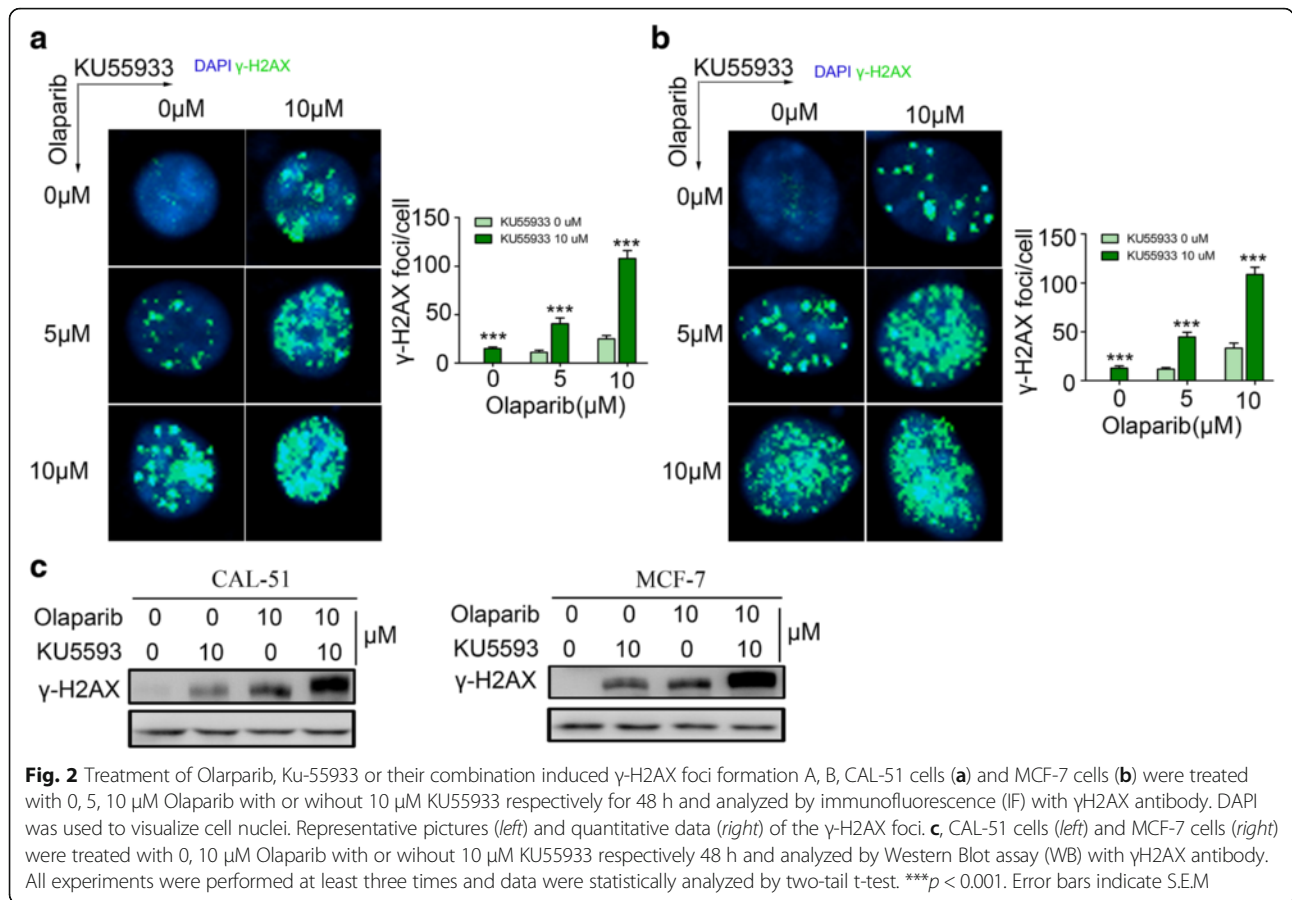 a
KU55933
DAPI γ-H2AX
Olaparib
0μM
10μM
0μM
5μM
10μM
γ-H2AX foci/cell
150
100
50
0
KU55933 0 uM
KU55933 10 uM
***
***
***
0
5
10
Olaparib(μM)
b
KU55933
DAPI γ-H2AX
Olaparib
0μM
10μM
0μM
5μM
10μM
γ-H2AX foci/cell
150
100
50
0
KU55933 0 uM
KU55933 10 uM
***
***
***
0
5
10
Olaparib(μM)
c
CAL-51
Olaparib 0 0 10 10
KU5593 0 10 0 10
μM
γ-H2AX
MCF-7
Olaparib 0 0 10 10
KU5593 0 10 0 10
μM
γ-H2AX
Fig. 2 Treatment of Olarparib, Ku-55933 or their combination induced γ-H2AX foci formation A, B, CAL-51 cells (a) and MCF-7 cells (b) were treated
with 0, 5, 10 μM Olaparib with or wihout 10 μM KU55933 respectively for 48 h and analyzed by immunofluorescence (IF) with γH2AX antibody. DAPI
was used to visualize cell nuclei. Representative pictures (left) and quantitative data (right) of the γ-H2AX foci. c, CAL-51 cells (left) and MCF-7 cells (right)
were treated with 0, 10 μM Olaparib with or wihout 10 μM KU55933 respectively 48 h and analyzed by Western Blot assay (WB) with γH2AX antibody.
All experiments were performed at least three times and data were statistically analyzed by two-tail t-test. ***p < 0.001. Error bars indicate S.E.M